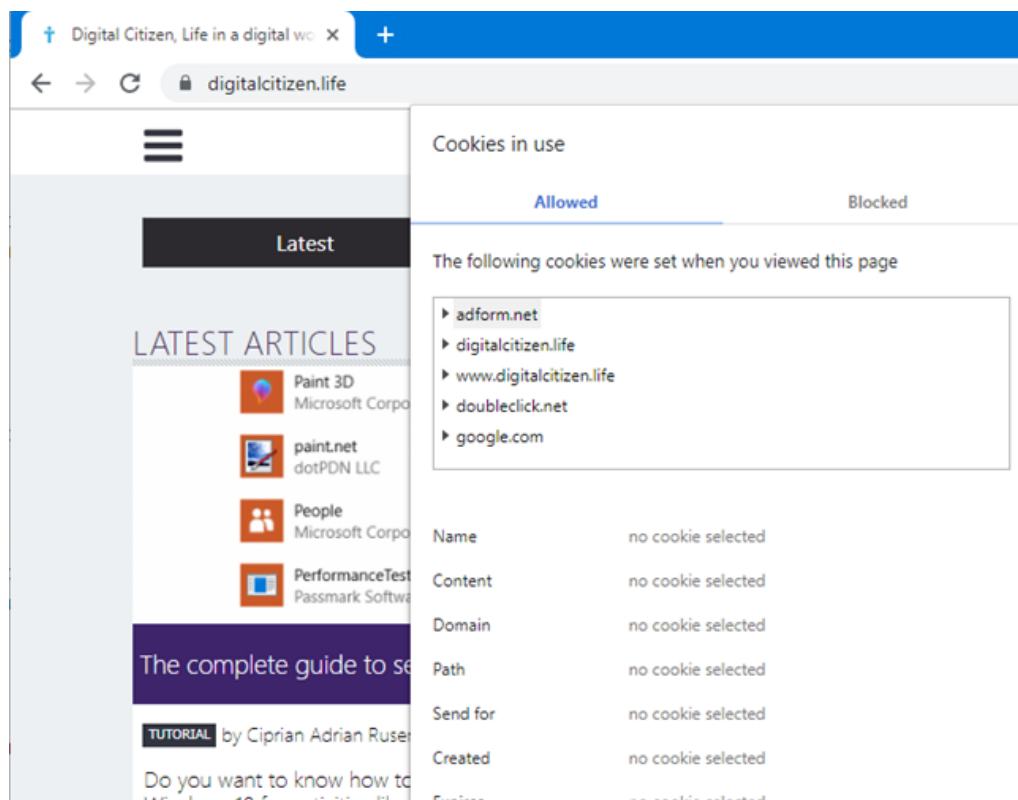 Digital Citizen, Life in a digital wo
digitalcitizen.life
Latest
LATEST ARTICLES
Paint 3D
Microsoft Corpo
paint.net
dotPDN LLC
People
Microsoft Corpo
PerformanceTest
Passmark Softwa
The complete guide to se
TUTORIAL by Ciprian Adrian Ruser
Do you want to know how to
Cookies in use
Allowed Blocked
The following cookies were set when you viewed this page
adform.net
digitalcitizen.life
www.digitalcitizen.life
doubleclick.net
google.com
Name no cookie selected
Content no cookie selected
Domain no cookie selected
Path no cookie selected
Send for no cookie selected
Created no cookie selected